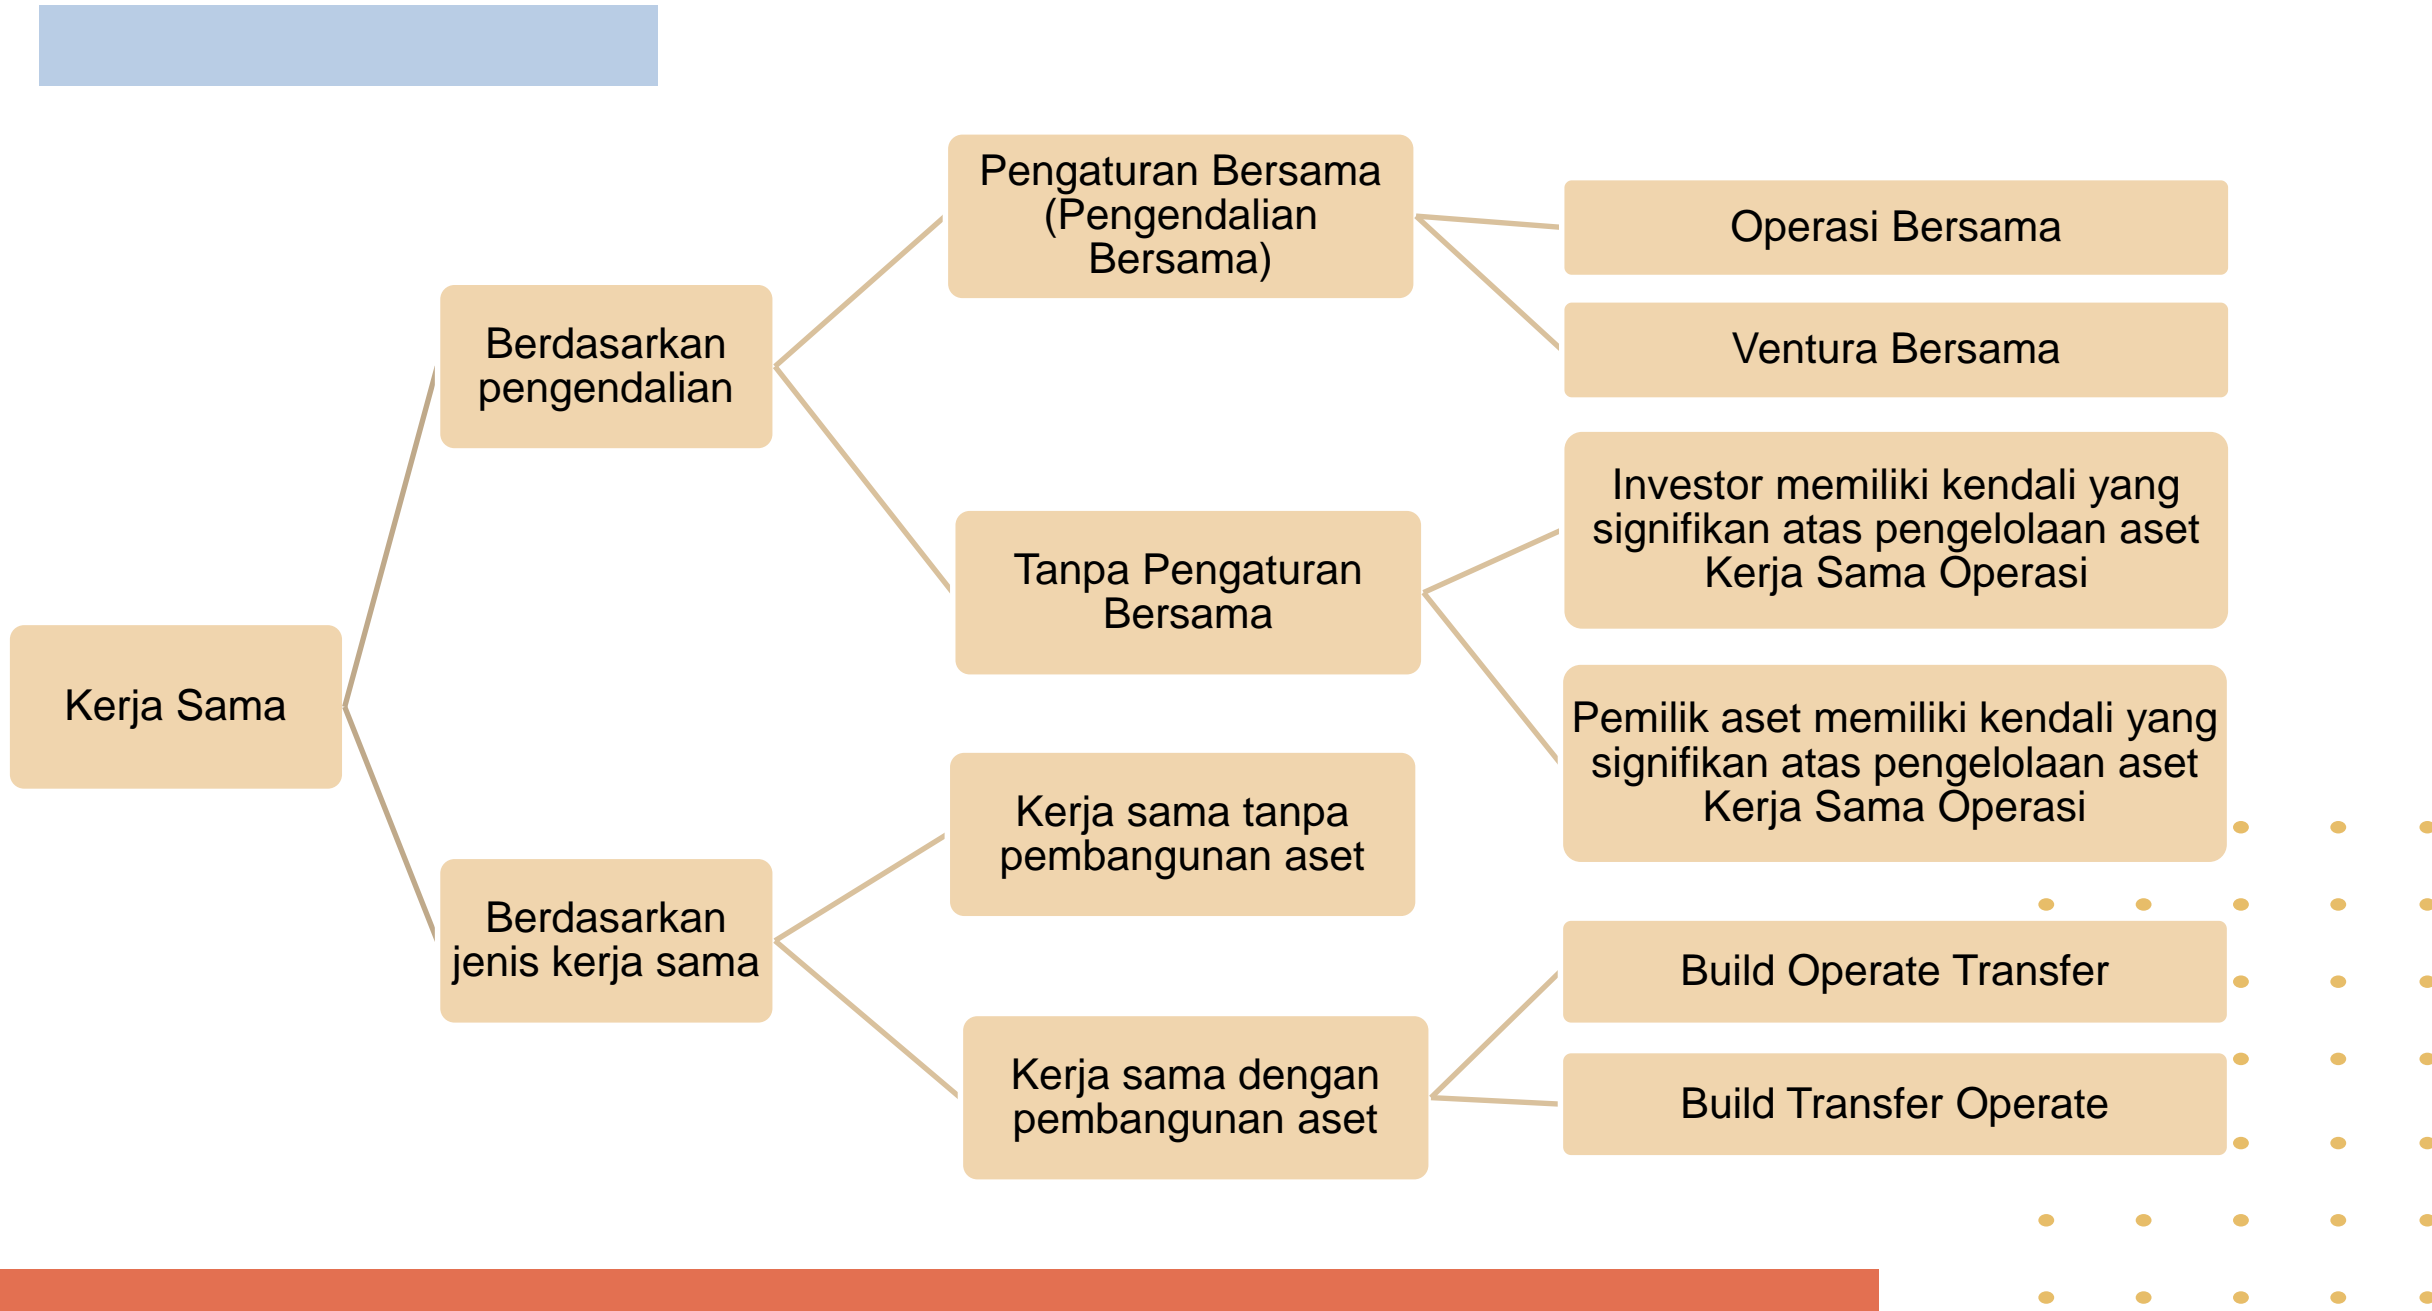 Kerja Sama
Berdasarkan
pengendalian
Pengaturan Bersama
(Pengendalian
Bersama)
Operasi Bersama
Ventura Bersama
Tanpa Pengaturan
Bersama
Investor memiliki kendali yang
signifikan atas pengelolaan aset
Kerja Sama Operasi
Pemilik aset memiliki kendali yang
signifikan atas pengelolaan aset
Kerja Sama Operasi
Berdasarkan
jenis kerja sama
Kerja sama tanpa
pembangunan aset
Kerja sama dengan
pembangunan aset
Build Operate Transfer
Build Transfer Operate